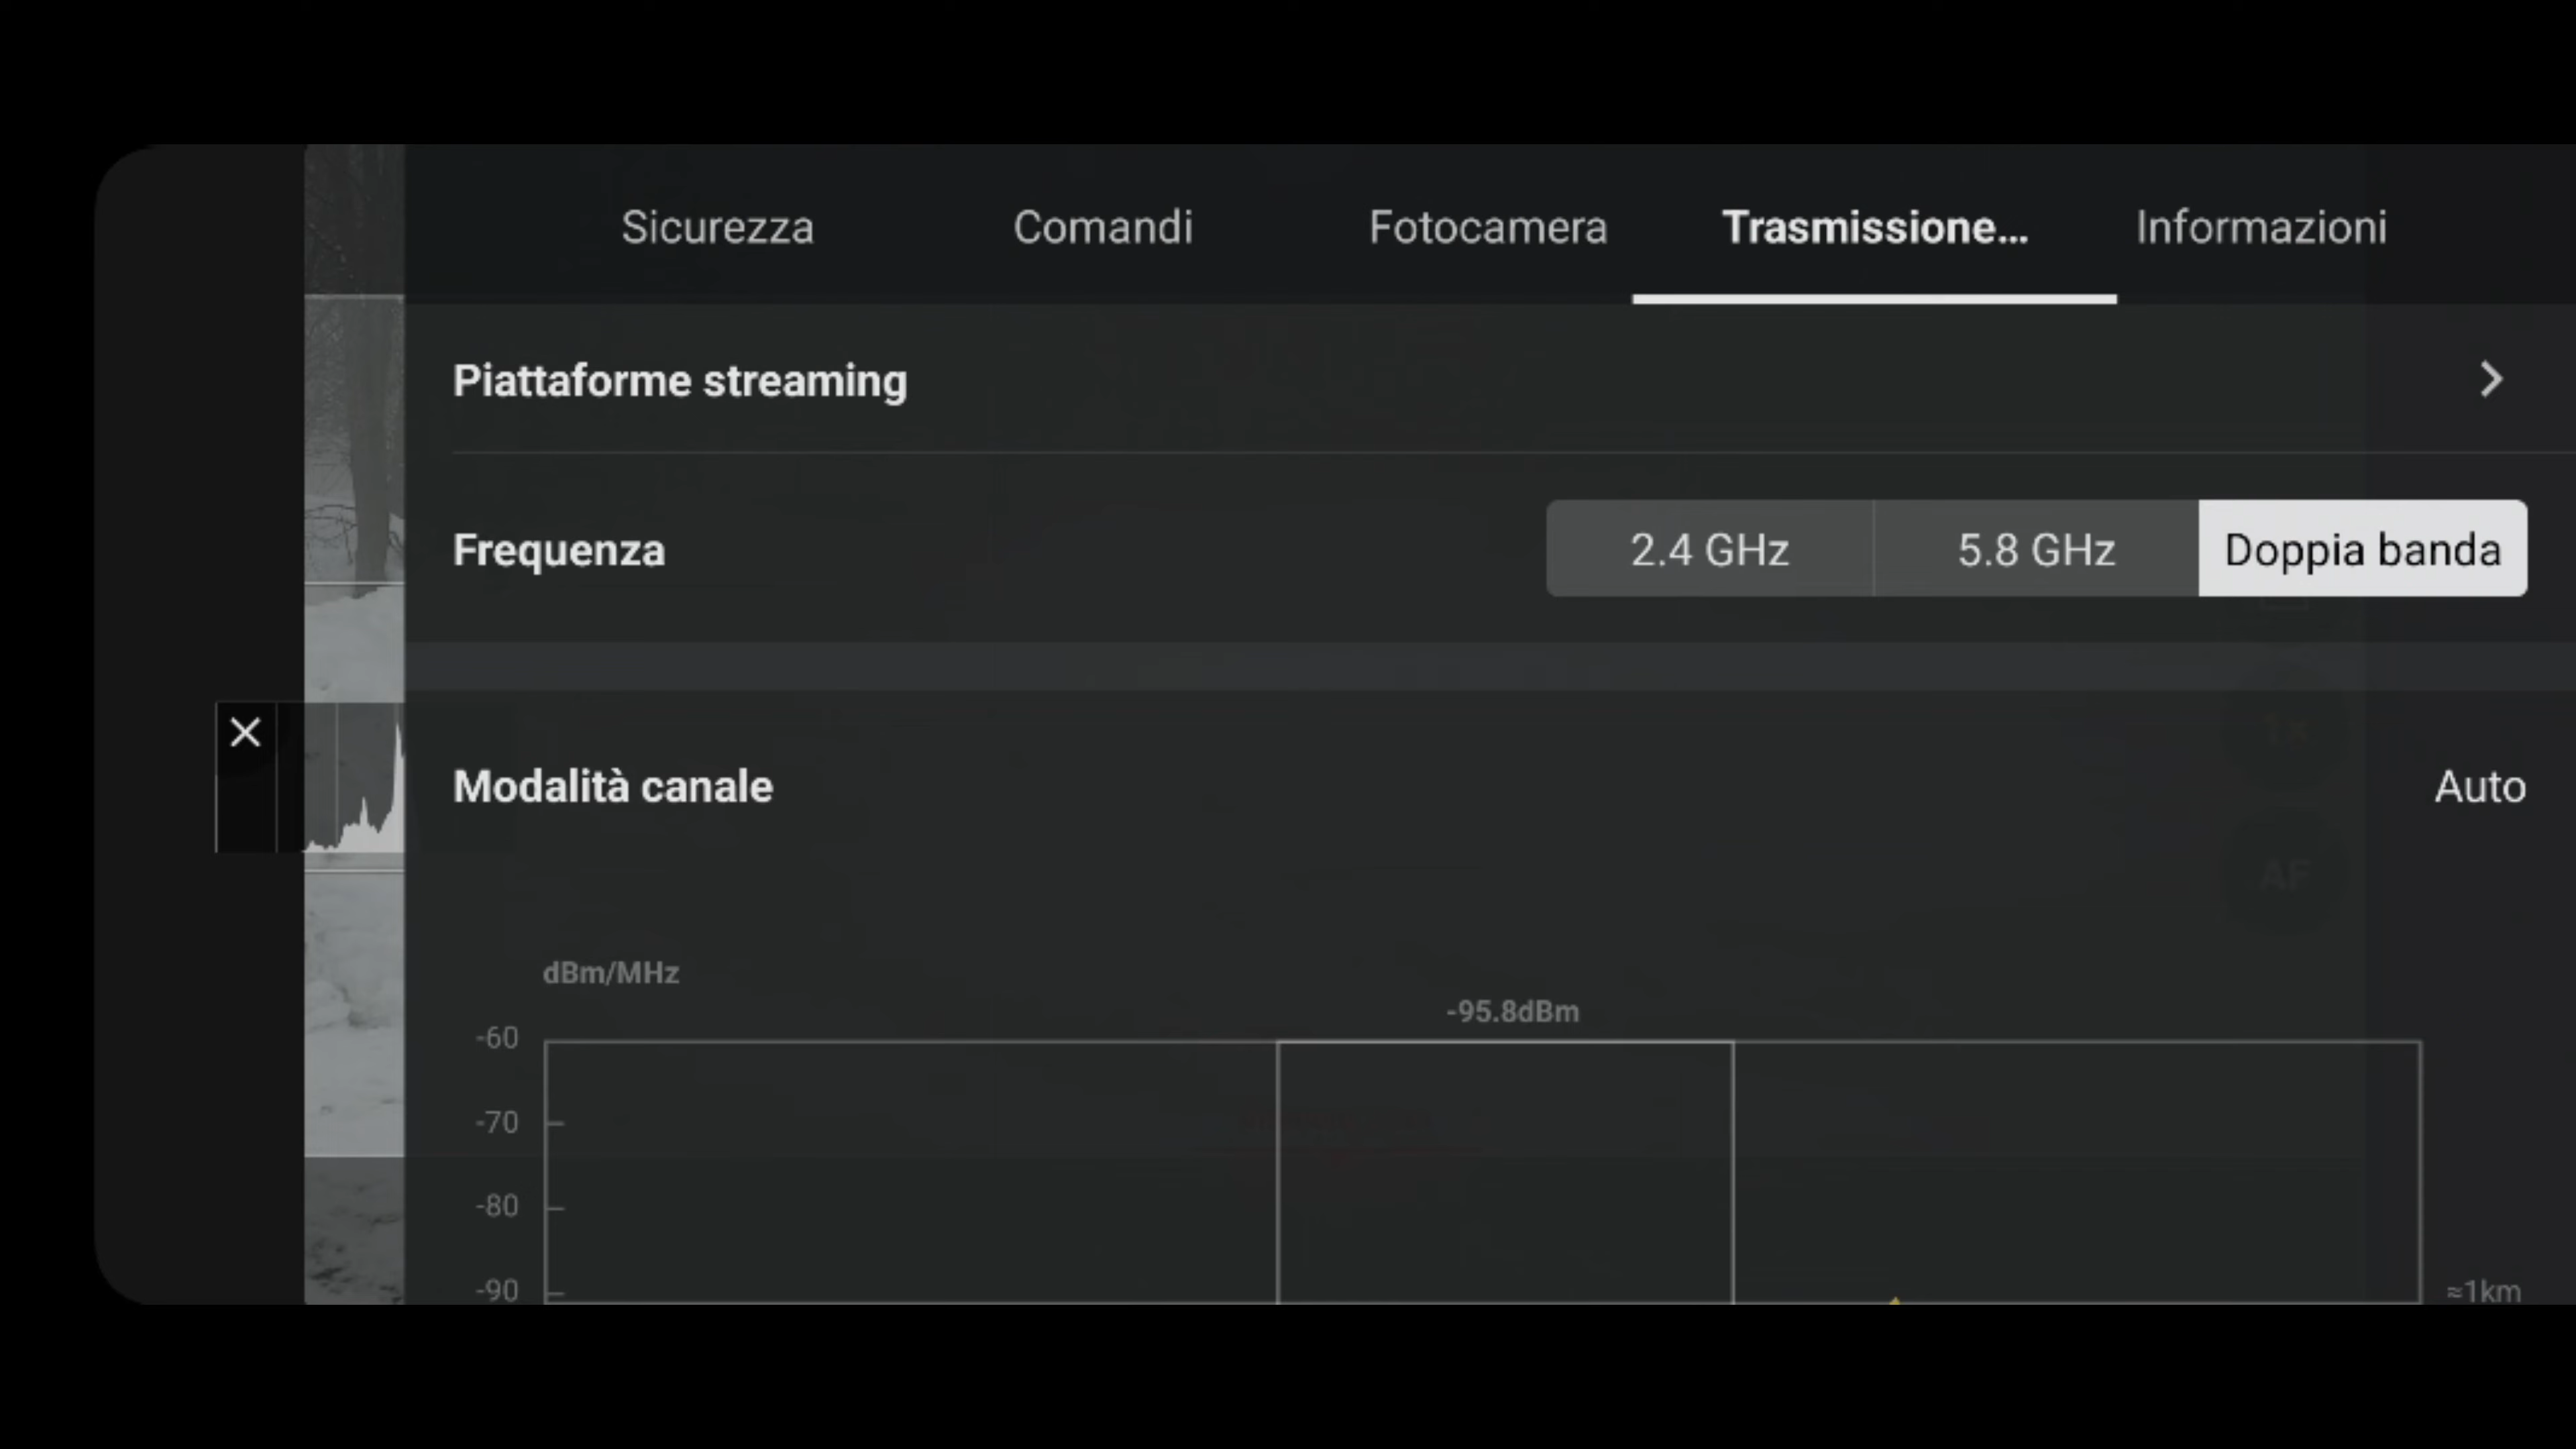 Sicurezza Comandi Fotocamera Trasmissione... Informazioni
Piattaforme streaming
Frequenza 2.4 GHz 5.8 GHz Doppia banda
Modalità canale Auto
AF
dBm/MHz
-95.8dBm
-60
-70
-80
-90 ≈1km